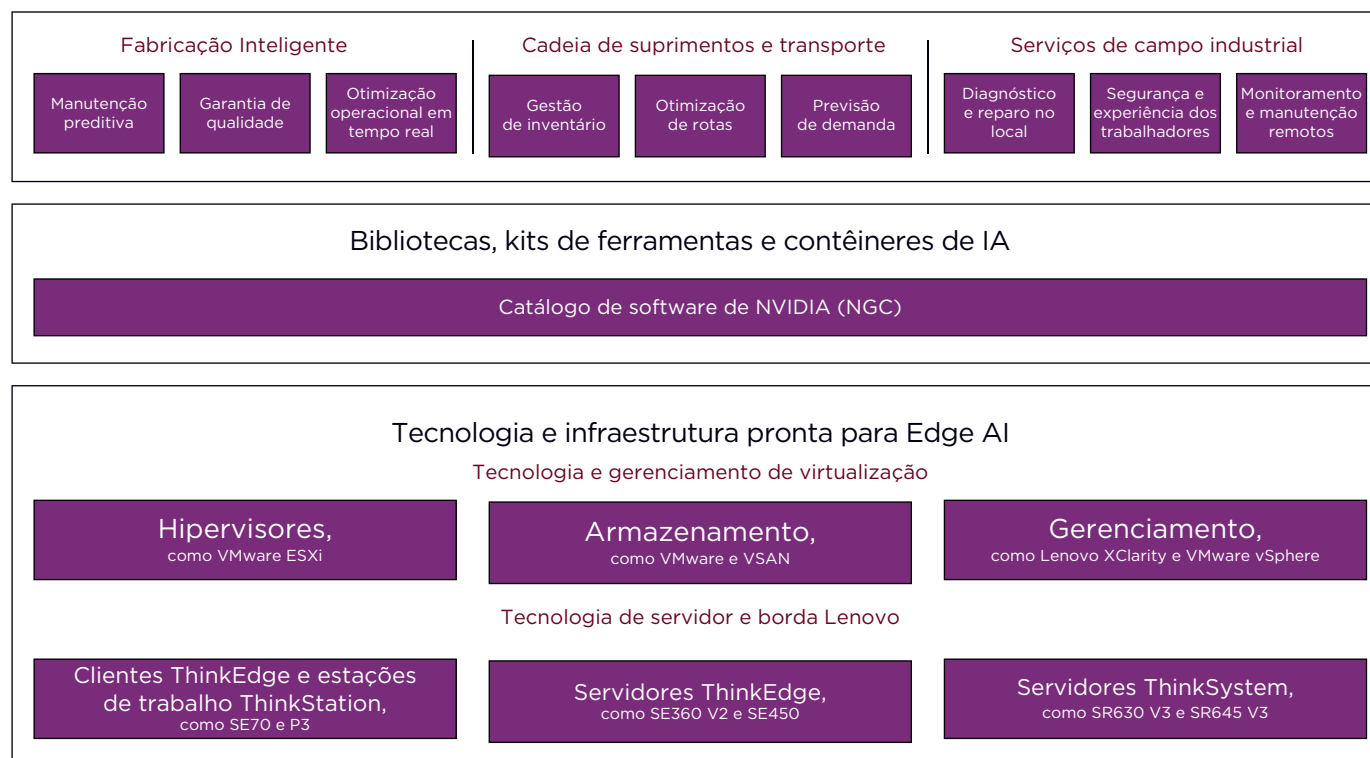 Fabricação Inteligente
Manutenção
preditiva
Garantia de
qualidade
Otimização
operacional em
tempo real
Cadeia de suprimentos e transporte
Gestão
de inventário
Otimização
de rotas
Previsão
de demanda
Serviços de campo industrial
Diagnóstico
e reparo no
local
Segurança e
experiência dos
trabalhadores
Monitoramento
e manutenção
remotos
Bibliotecas, kits de ferramentas e contêineres de IA
Catálogo de software de NVIDIA (NGC)
Tecnologia e infraestrutura pronta para Edge AI
Tecnologia e gerenciamento de virtualização
Hipervisores,
como VMware ESXi
Armazenamento,
como VMware e VSAN
Gerenciamento,
como Lenovo XClarity e VMware vSphere
Tecnologia de servidor e borda Lenovo
Clientes ThinkEdge e estações
de trabalho ThinkStation,
como SE70 e P3
Servidores ThinkEdge,
como SE360 V2 e SE450
Servidores ThinkSystem,
como SR630 V3 e SR645 V3